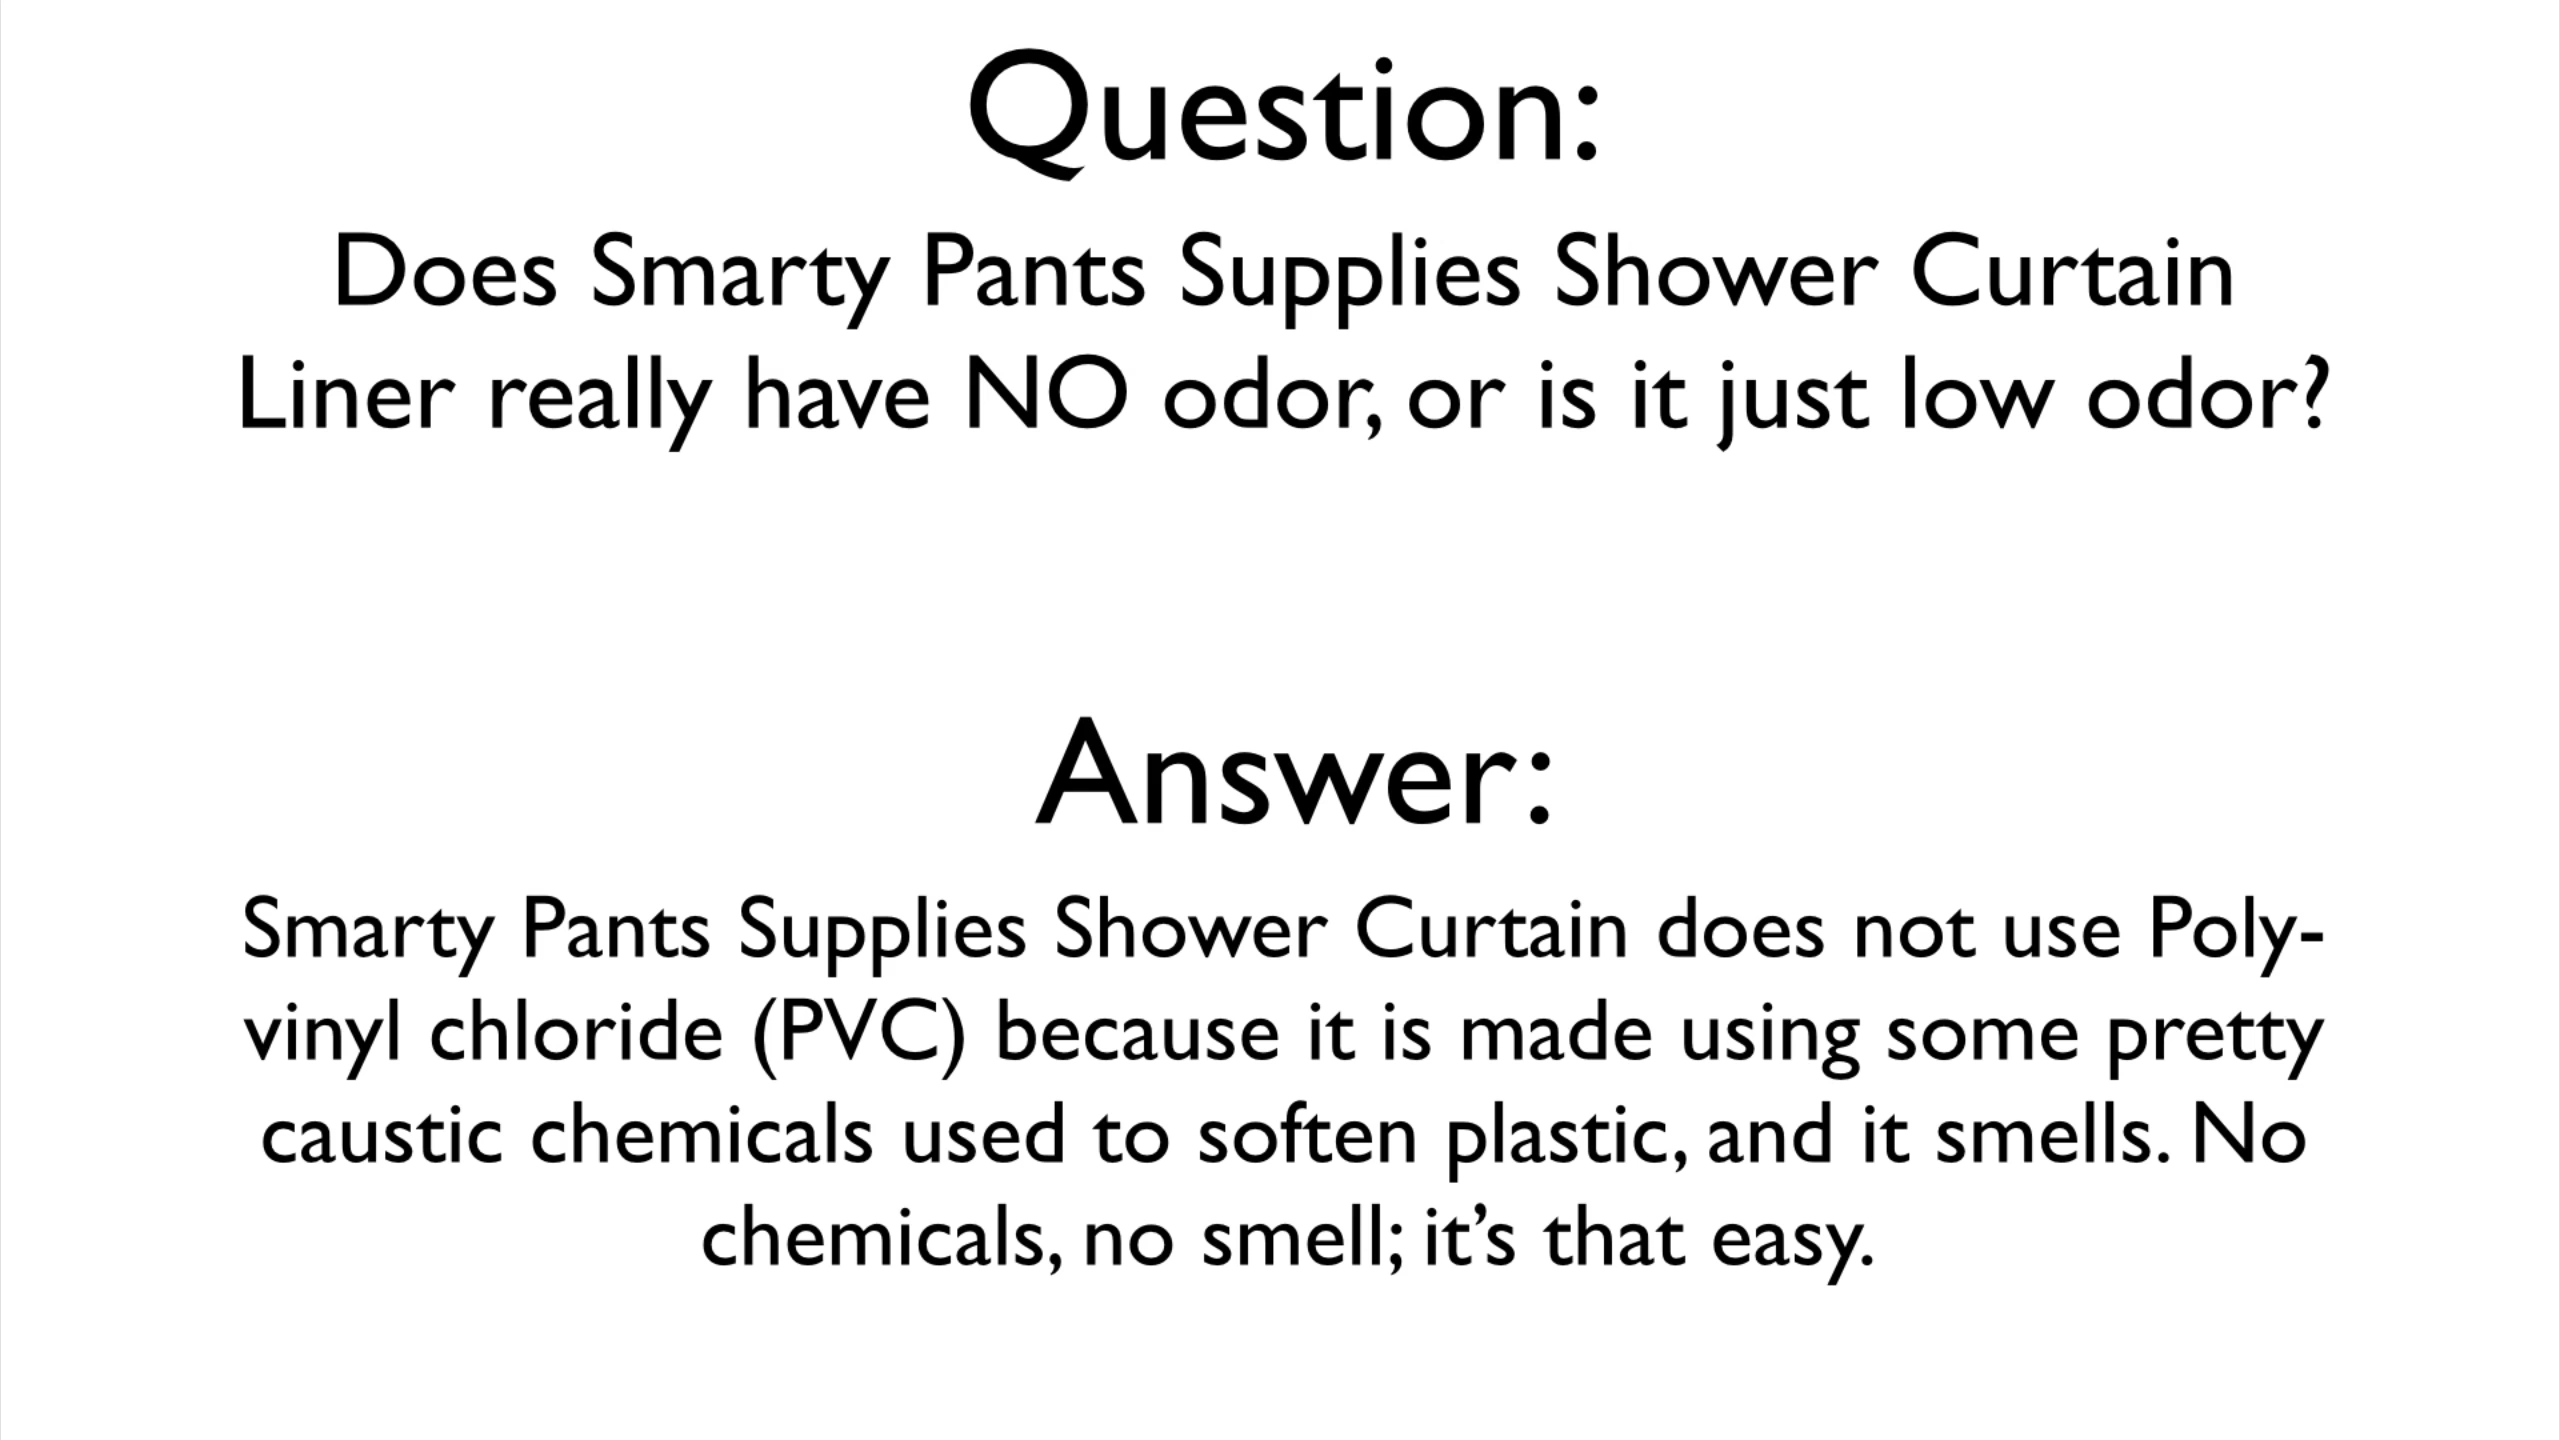 Question:
Does Smarty Pants Supplies Shower Curtain
Liner really have NO odor, or is it just low odor?
Answer:
Smarty Pants Supplies Shower Curtain does not use Poly-
vinyl chloride (PVC) because it is made using some pretty
caustic chemicals used to soften plastic, and it smells. No
chemicals, no smell; it’s that easy.